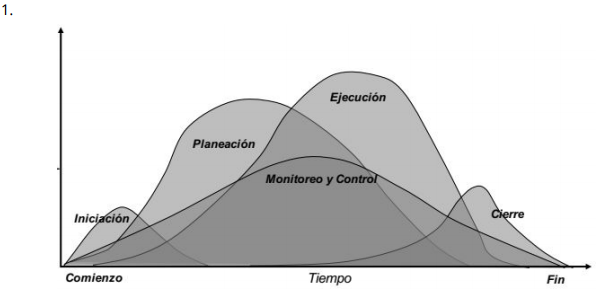 1.
Ejecución
Planeación
Monitoreo y Control
Iniciación
Cierre
Comienzo
Tiempo
Fin